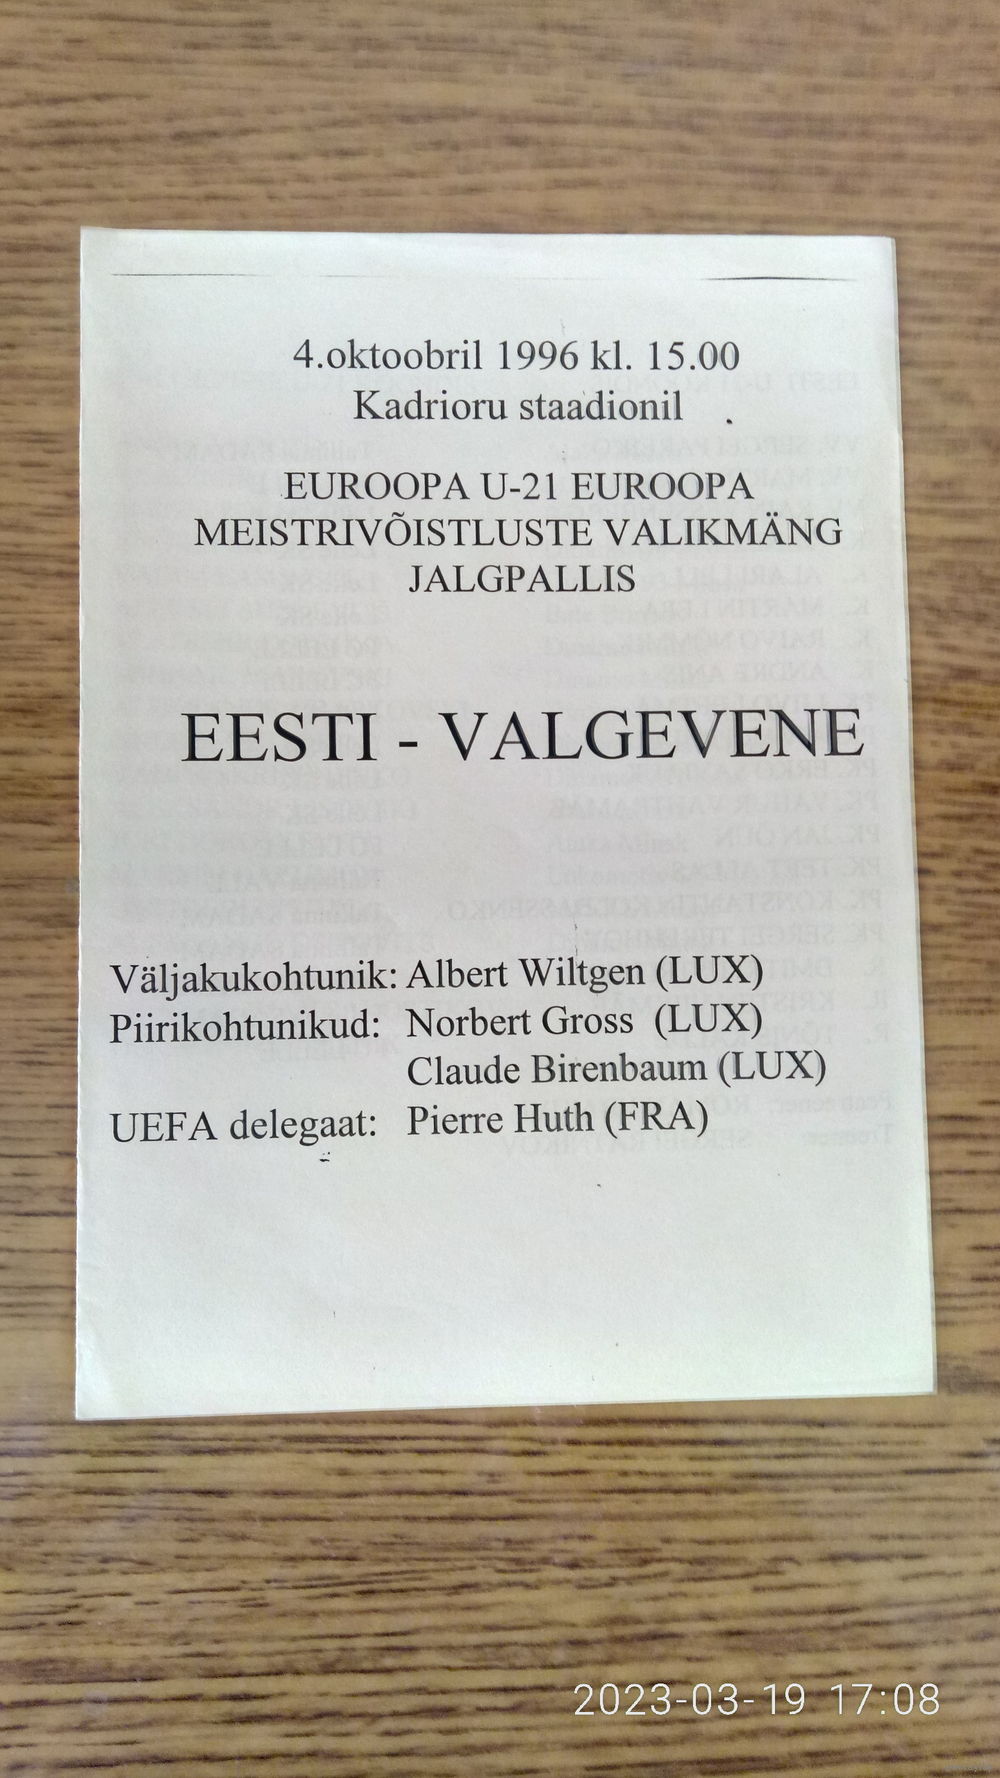 4.oktoobril 1996 kl. 15.00
Kadrioru staadionil
EUROOPA U-21 EUROOPA
MEISTRIVÕISTLUSTE VALIKMÄNG
JALGPALLIS
EESTI - VALGEVENE
Väljakukohtunik: Albert Wiltgen (LUX)
Piirikohtunikud: Norbert Gross (LUX)
Claude Birenbaum (LUX)
UEFA delegaat: Pierre Huth (FRA)
2023-03-19 17:08